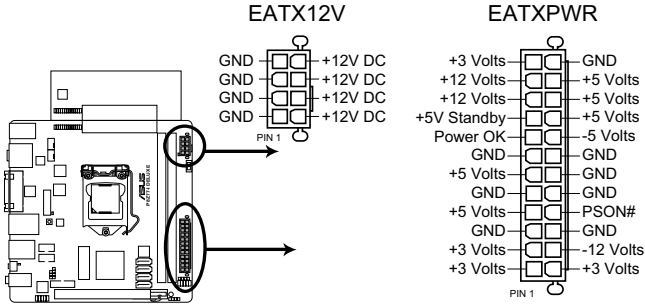 EATX12V
EATXPWR
GND +12V DC
GND +12V DC
GND +12V DC
GND +12V DC
PIN 1
+3 Volts GND
+12 Volts +5 Volts
+12 Volts +5 Volts
+5V Standby +5 Volts
Power OK -5 Volts
GND GND
+5 Volts GND
GND GND
+5 Volts PSON#
GND GND
+3 Volts -12 Volts
+3 Volts +3 Volts
PIN 1
ASUS
P8Z77-I DELUXE